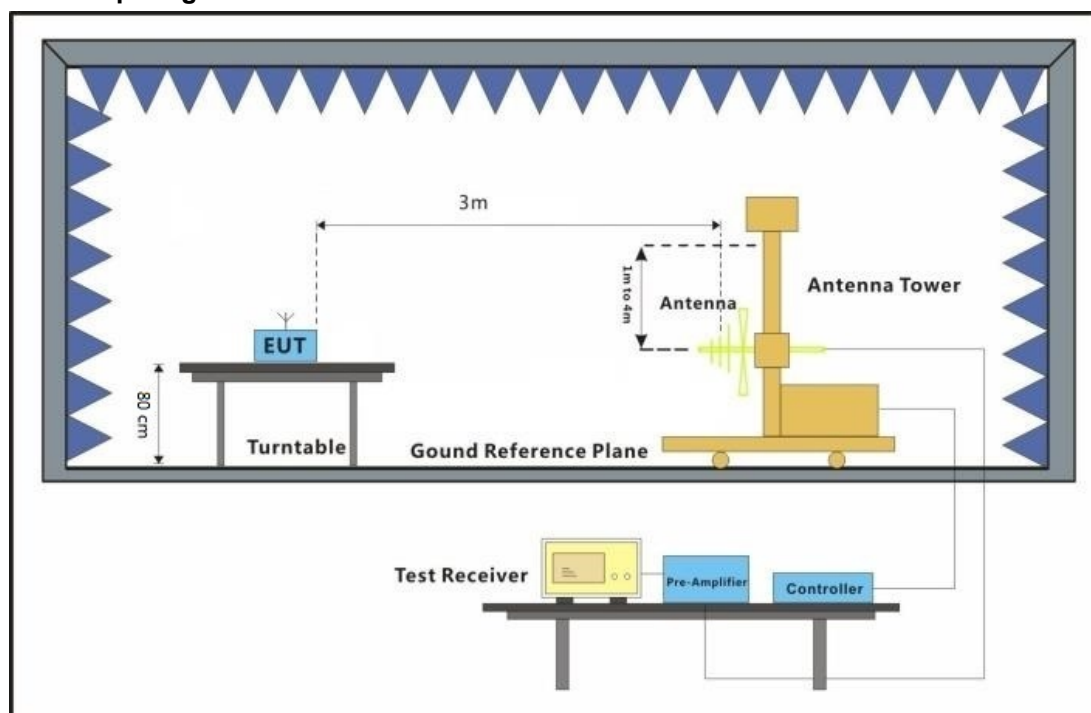 3m
1m to 4m
Antenna
Antenna Tower
EUT
80 cm
Turntable
Gound Reference Plane
Test Receiver
Pre-Amplifier
Controller